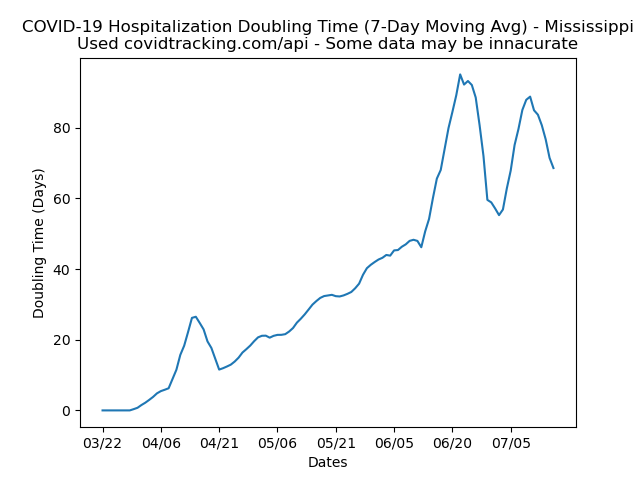 COVID-19 Hospitalization Doubling Time (7-Day Moving Avg) - Mississippi
Used covidtracking.com/api - Some data may be innacurate
Doubling Time (Days)
80
60
40
20
0
03/22 04/06 04/21 05/06 05/21 06/05 06/20 07/05
Dates